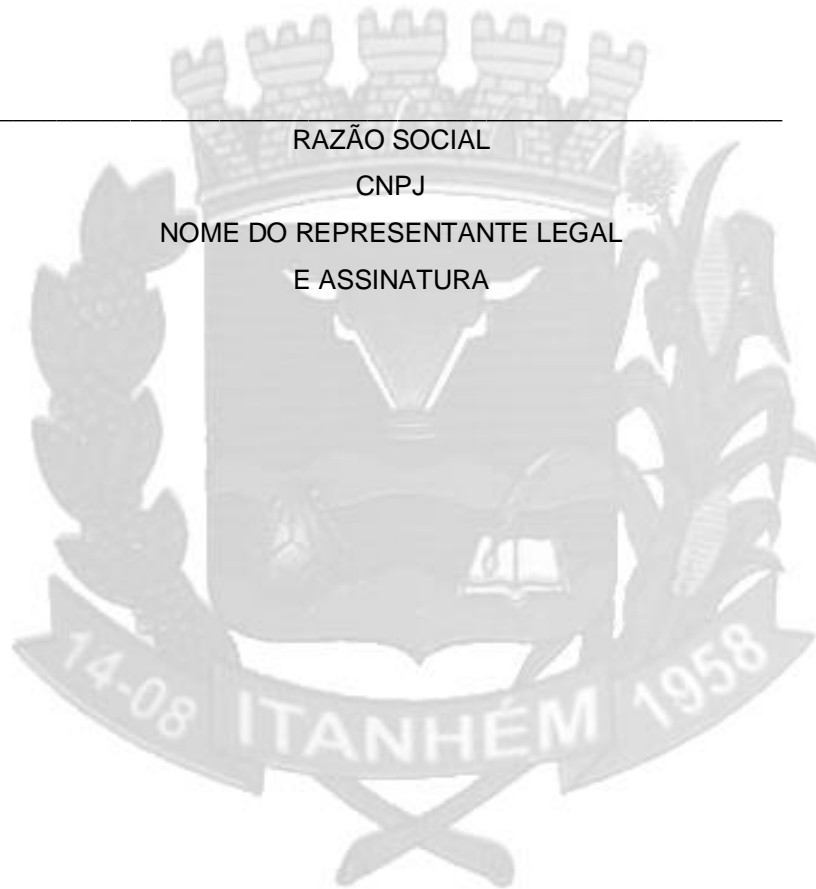 RAZÃO SOCIAL
CNPJ
NOME DO REPRESENTANTE LEGAL
E ASSINATURA
14-08 ITANHÉM 1958